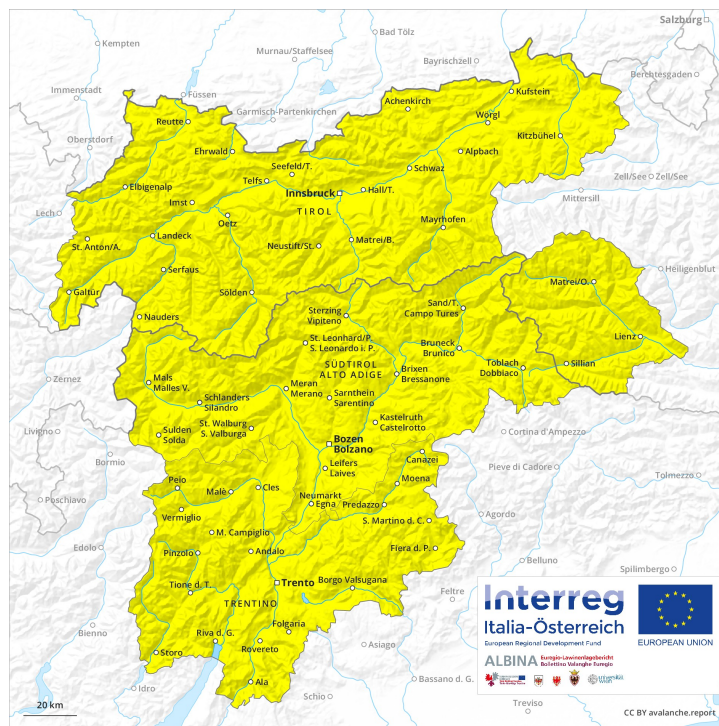 Salzburg
Bad Tölz
Kempten
Murnau/Staffelsee
Bayrischzell
Berchtesgaden
Immenstadt
Füssen
Kufstein
Achenkirch
Garmisch-Partenkirchen
Wörgl
Reutte
Oberstdorf
Kitzbühel
Ehrwald
Alpbach
Seefeld/T.
Schwaz
Telfs
Zell/See
Zell/See
Elbigenalp
Innsbruck
Hall/T.
Mittersill
Imst
Lech
TIROL
Oetz
Mayrhofen
Landeck
St. Anton/A.
Neustift/St.
Matrei/B.
Serfaus
Heiligenblut
Matrei/O.
Galtür
Sölden
Nauders
Sterzing
Vipiteno
Sand/T.
Campo Tures
Lienz
St. Leonhard/P.
S. Leonardo i. P.
Bruneck
Brunico
Toblach
Dobbiaco
Sillian
SÜDTIROL
ALTO ADIGE
Brixen
Bressanone
Zernez
Mals
Malles V.
Meran
Merano
Schlanders
Silandro
Sarnthein
Sarentino
St. Walburg
S. Valburga
Kastelruth
Castelrotto
Livigno
Sulden
Solda
Bozen
Bolzano
Cortina d'Ampezzo
Canazei
Bormio
Leifers
Laives
Pieve di Cadore
Tolmezzo
Peio
Malè
Cles
Moena
Poschiavo
Neumarkt
Egna
Predazzo
Vermiglio
S. Martino d. C.
Agordo
M. Campiglio
Edolo
Pinzolo
Andalo
Fiera d. P.
Belluno
Spilimbergo
Tione d. T.
Trento
Borgo Valsugana
Feltre
TRENTINO
Folgaria
Bienno
Riva d. G.
Rovereto
Asiago
Storo
Ala
Bassano d. G.
Idro
Schio
Treviso
20 km
Interreg
Italia-Österreich
European Regional Development Fund
EUROPEAN UNION
ALBINA
Euregio-Lawinenlagebericht
Bollettino Valanghe Euregio
universität
wien
CC BY avalanche.report